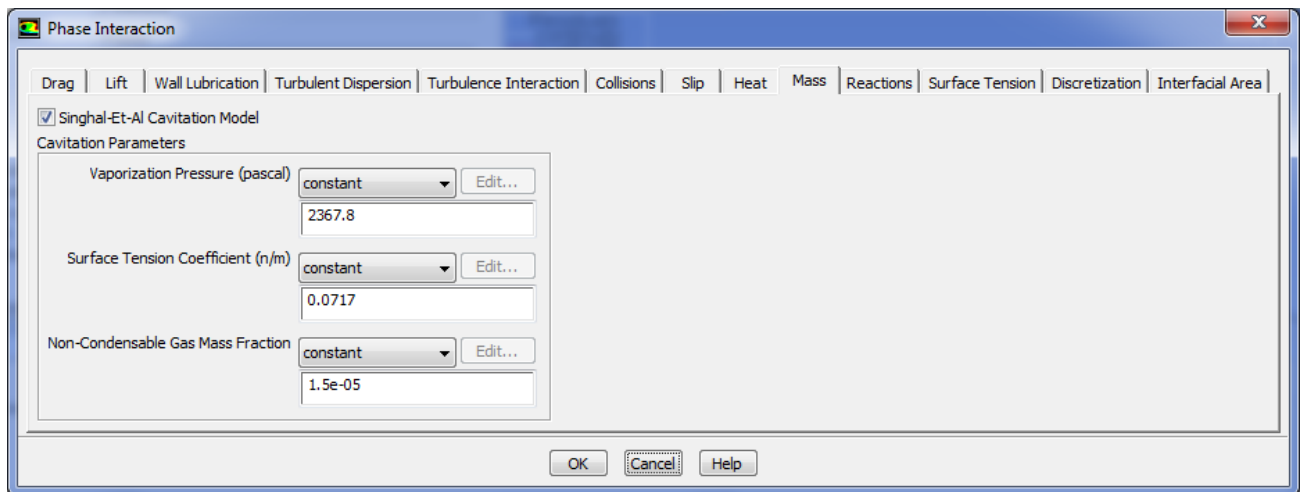 Phase Interaction
Drag Lift Wall Lubrication Turbulent Dispersion Turbulence Interaction Collisions Slip Heat Mass Reactions Surface Tension Discretization Interfacial Area
Singhal-Et-Al Cavitation Model
Cavitation Parameters
Vaporization Pressure (pascal) constant Edit...
2367.8
Surface Tension Coefficient (n/m) constant Edit...
0.0717
Non-Condensable Gas Mass Fraction constant Edit...
1.5e-05
OK Cancel Help